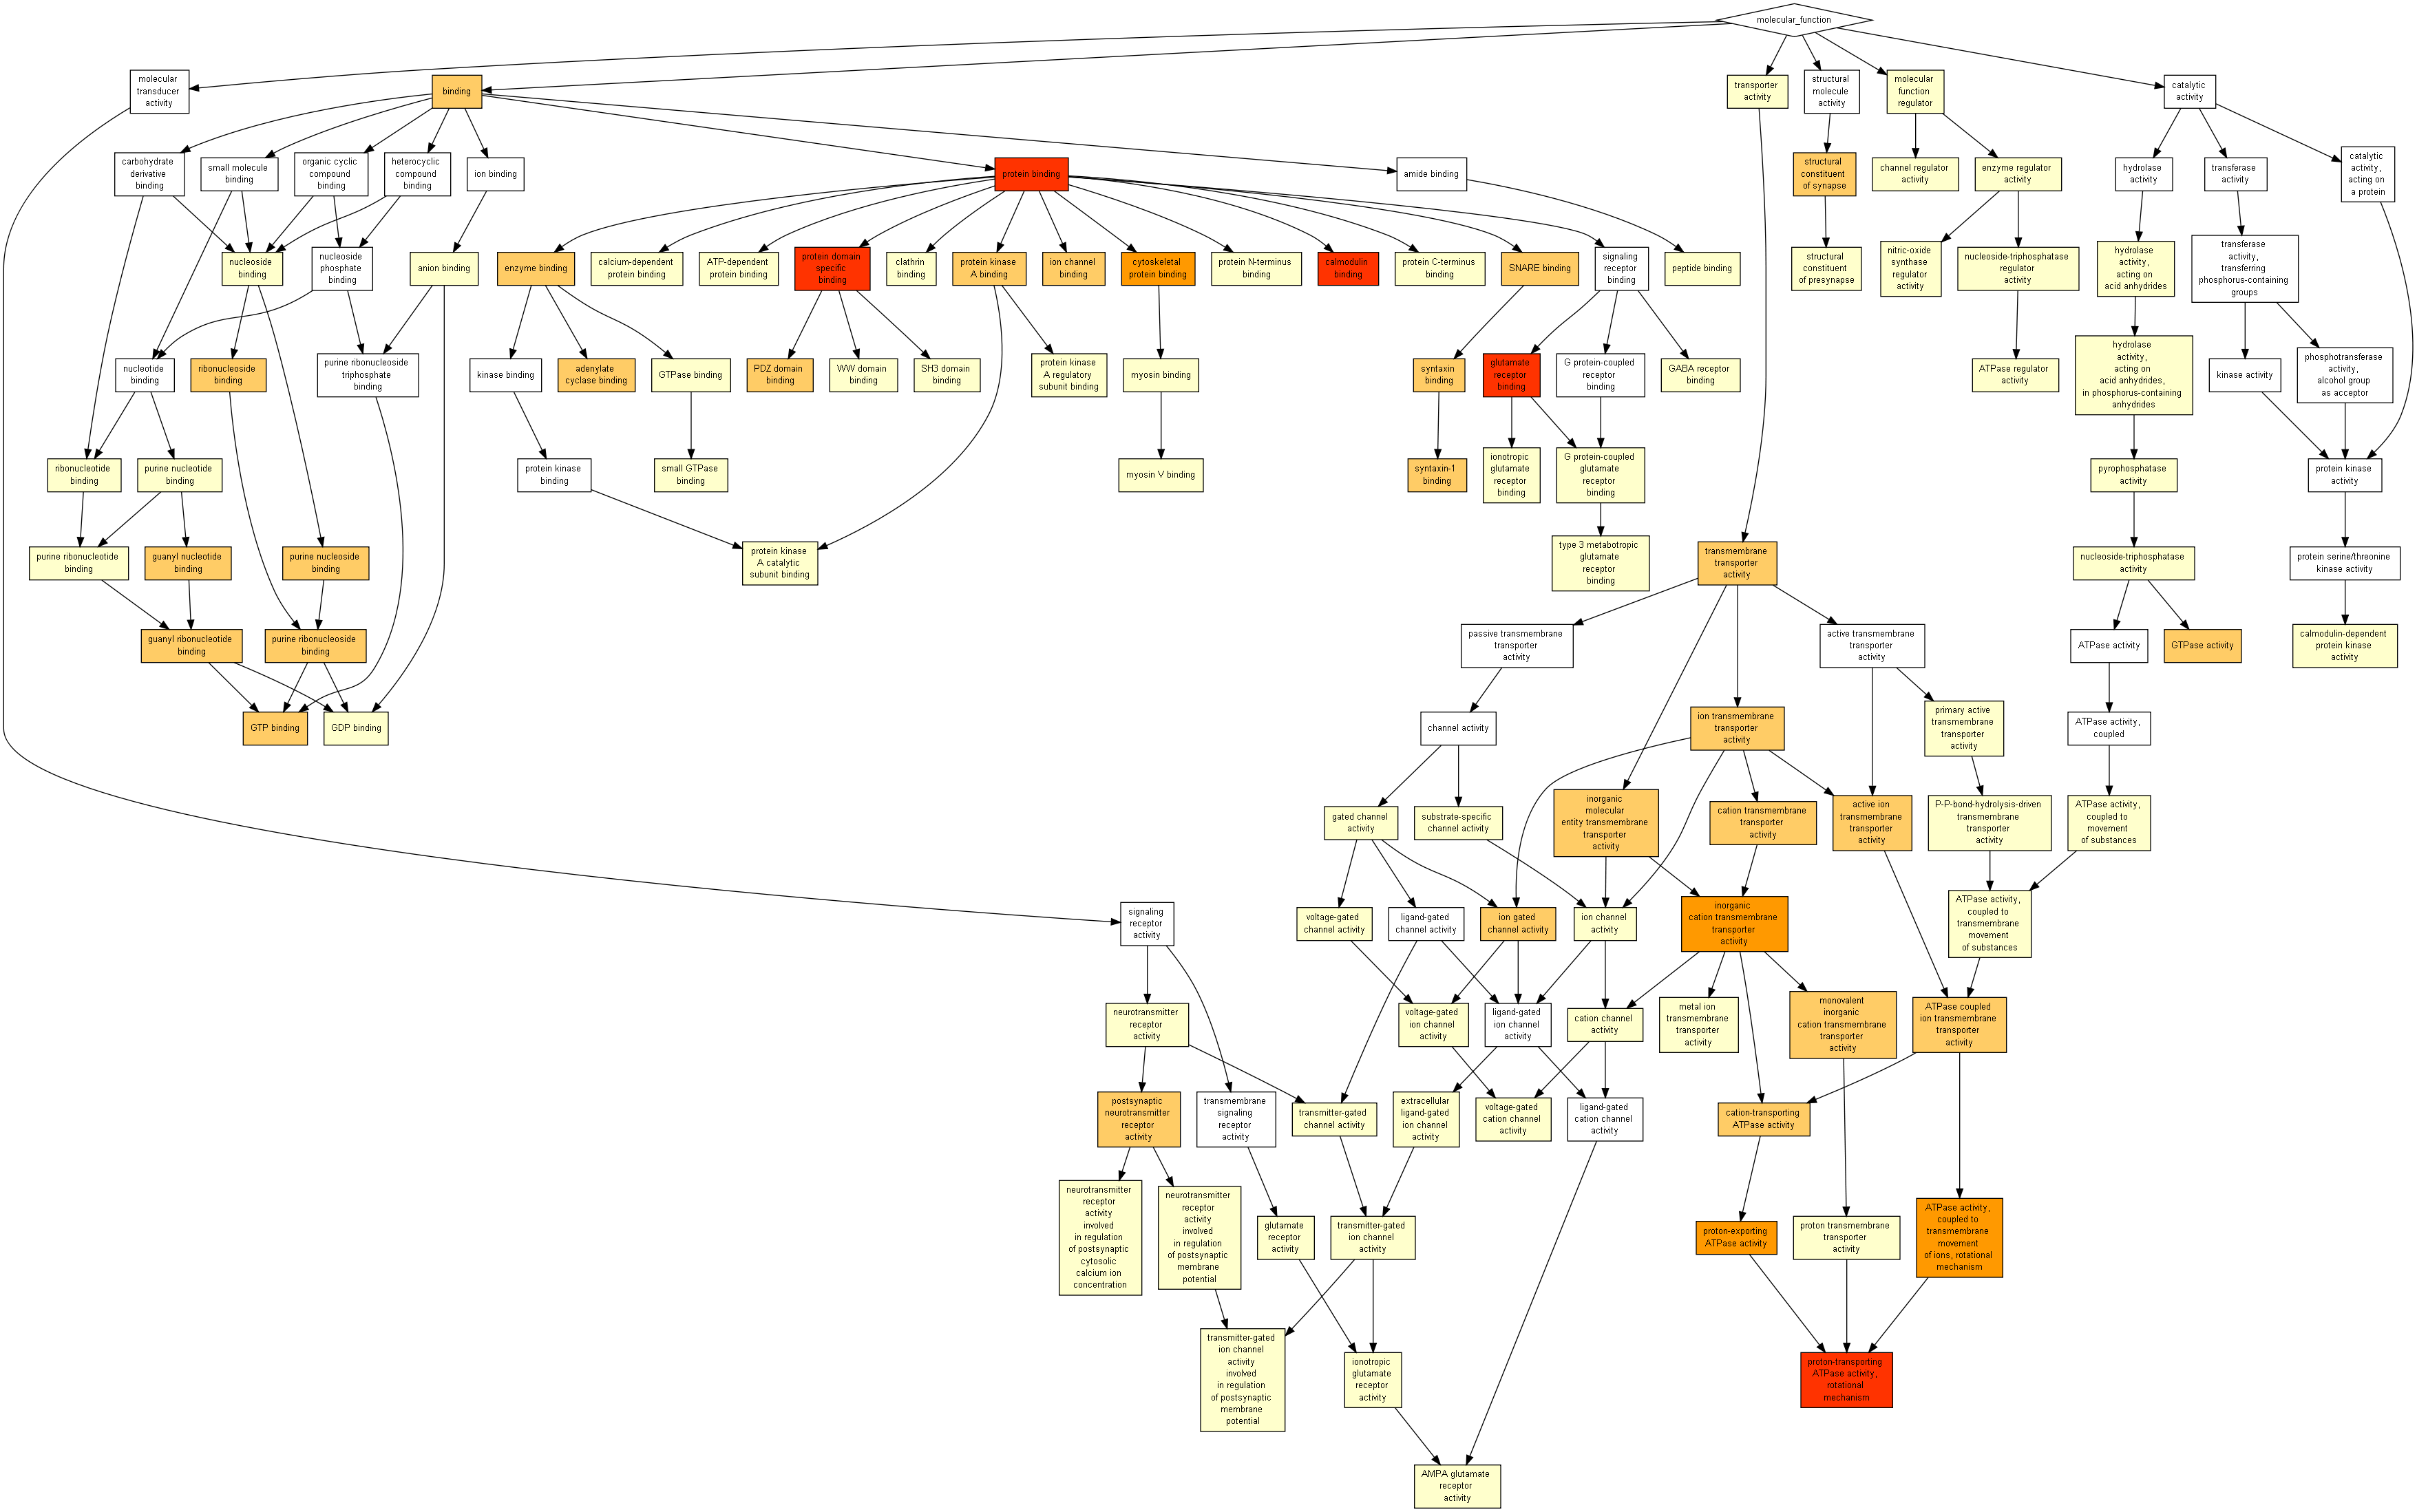 molecular_function
molecular
transducer
activity
binding
transporter
activity
structural
molecule
activity
molecular
function
regulator
catalytic
activity
carbohydrate
derivative
binding
small molecule
binding
organic cyclic
compound
binding
heterocyclic
compound
binding
ion binding
protein binding
amide binding
structural
constituent
of synapse
channel regulator
activity
enzyme regulator
activity
hydrolase
activity
transferase
activity
catalytic
activity,
acting on
a protein
nucleoside
binding
nucleoside
phosphate
binding
anion binding
enzyme binding
calcium-dependent
protein binding
ATP-dependent
protein binding
protein domain
specific
binding
clathrin
binding
protein kinase
A binding
ion channel
binding
cytoskeletal
protein binding
protein N-terminus
binding
calmodulin
binding
protein C-terminus
binding
SNARE binding
signaling
receptor
binding
peptide binding
structural
constituent
of presynapse
nitric-oxide
synthase
regulator
activity
nucleoside-triphosphatase
regulator
activity
hydrolase
activity,
acting on
acid anhydrides
transferase
activity,
transferring
phosphorus-containing
groups
nucleotide
binding
ribonucleoside
binding
purine ribonucleoside
triphosphate
binding
kinase binding
adenylate
cyclase binding
GTPase binding
PDZ domain
binding
WW domain
binding
SH3 domain
binding
protein kinase
A regulatory
subunit binding
myosin binding
syntaxin
binding
glutamate
receptor
binding
G protein-coupled
receptor
binding
GABA receptor
binding
ATPase regulator
activity
hydrolase
activity,
acting on
acid anhydrides,
in phosphorus-containing
anhydrides
kinase activity
phosphotransferase
activity,
alcohol group
as acceptor
ribonucleotide
binding
purine nucleotide
binding
protein kinase
binding
small GTPase
binding
myosin V binding
syntaxin-1
binding
ionotropic
glutamate
receptor
binding
G protein-coupled
glutamate
receptor
binding
pyrophosphatase
activity
protein kinase
activity
purine ribonucleotide
binding
guanyl nucleotide
binding
purine nucleoside
binding
protein kinase
A catalytic
subunit binding
type 3 metabotropic
glutamate
receptor
binding
transmembrane
transporter
activity
nucleoside-triphosphatase
activity
protein serine/threonine
kinase activity
guanyl ribonucleotide
binding
purine ribonucleoside
binding
passive transmembrane
transporter
activity
active transmembrane
transporter
activity
ATPase activity
GTPase activity
calmodulin-dependent
protein kinase
activity
GTP binding
GDP binding
channel activity
ion transmembrane
transporter
activity
primary active
transmembrane
transporter
activity
ATPase activity,
coupled
gated channel
activity
substrate-specific
channel activity
inorganic
molecular
entity transmembrane
transporter
activity
cation transmembrane
transporter
activity
active ion
transmembrane
transporter
activity
P-P-bond-hydrolysis-driven
transmembrane
transporter
activity
ATPase activity,
coupled to
movement
of substances
signaling
receptor
activity
voltage-gated
channel activity
ligand-gated
channel activity
ion gated
channel activity
ion channel
activity
inorganic
cation transmembrane
transporter
activity
ATPase activity,
coupled to
transmembrane
movement
of substances
neurotransmitter
receptor
activity
voltage-gated
ion channel
activity
ligand-gated
ion channel
activity
cation channel
activity
metal ion
transmembrane
transporter
activity
monovalent
inorganic
cation transmembrane
transporter
activity
ATPase coupled
ion transmembrane
transporter
activity
postsynaptic
neurotransmitter
receptor
activity
transmembrane
signaling
receptor
activity
transmitter-gated
channel activity
extracellular
ligand-gated
ion channel
activity
voltage-gated
cation channel
activity
ligand-gated
cation channel
activity
cation-transporting
ATPase activity
neurotransmitter
receptor
activity
involved
in regulation
of postsynaptic
cytosolic
calcium ion
concentration
neurotransmitter
receptor
activity
involved
in regulation
of postsynaptic
membrane
potential
glutamate
receptor
activity
transmitter-gated
ion channel
activity
proton-exporting
ATPase activity
proton transmembrane
transporter
activity
ATPase activity,
coupled to
transmembrane
movement
of ions, rotational
mechanism
transmitter-gated
ion channel
activity
involved
in regulation
of postsynaptic
membrane
potential
ionotropic
glutamate
receptor
activity
proton-transporting
ATPase activity,
rotational
mechanism
AMPA glutamate
receptor
activity